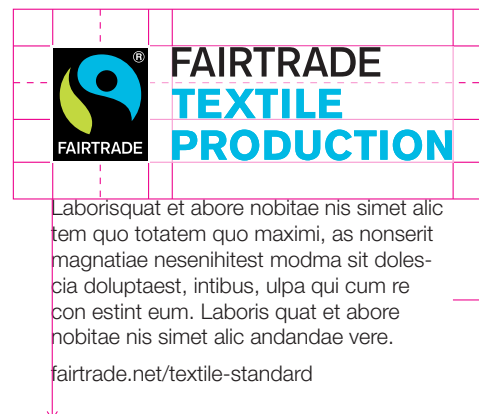 ®
FAIRTRADE
FAIRTRADE
TEXTILE
PRODUCTION
Laborisquat et abore nobitae nis simet alic
tem quo totatem quo maximi, as nonserit
magnatiae nesenihitest modma sit doles-
cia doluptaest, intibus, ulpa qui cum re
con estint eum. Laboris quat et abore
nobitae nis simet alic andandae vere.
fairtrade.net/textile-standard